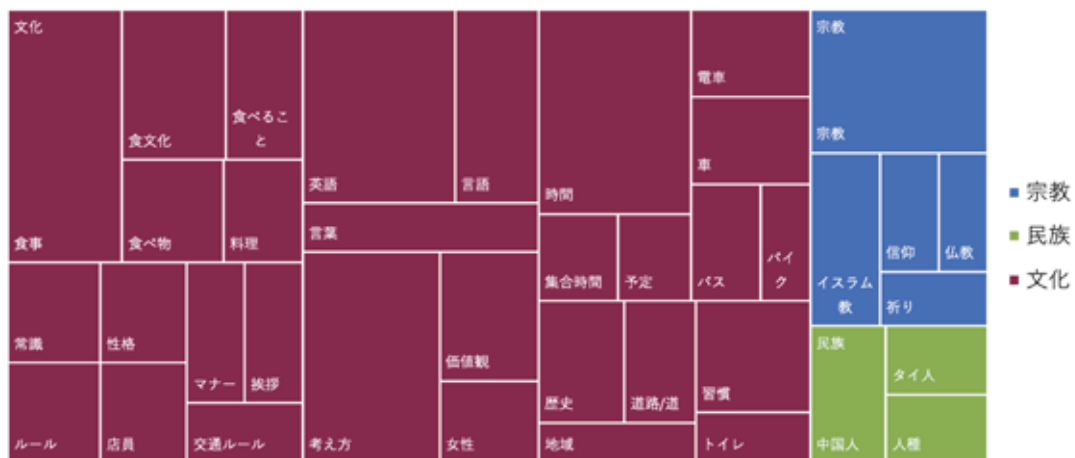 文化
食事
食文化
食べるこ
と
食べ物
料理
常識
性格
マナー
挨拶
ルール
店員
交通ルール
英語
言語
言葉
考え方
価値観
女性
時間
集合時間
予定
歴史
道路/道
地域
電車
車
バス
バイ
ク
習慣
トイレ
宗教
宗教
イスラム
教
信仰
仏教
祈り
民族
中国人
タイ人
人種
宗教
民族
文化